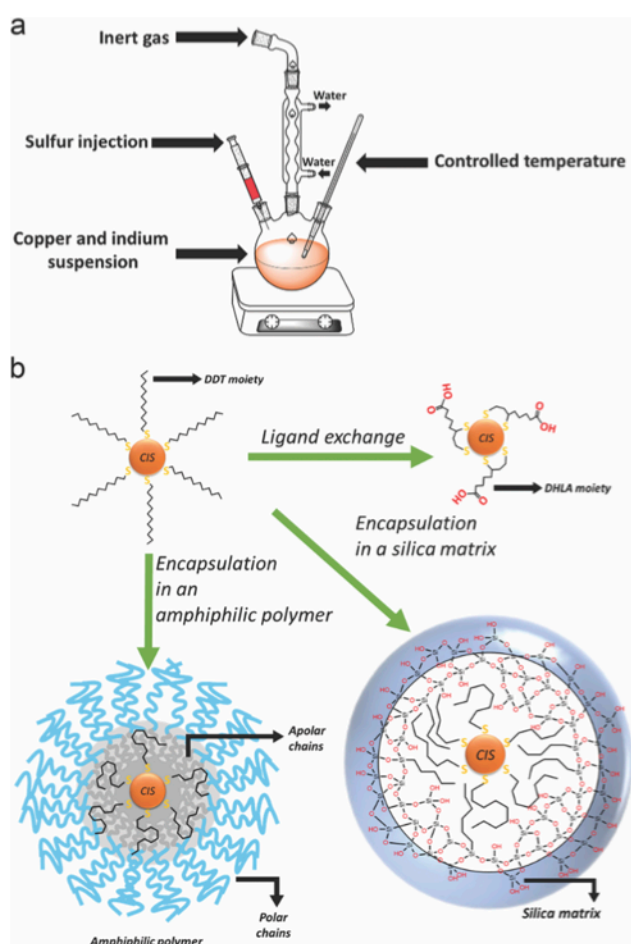 a
Inert gas
Water
Sulfur injection
Water
Controlled temperature
Copper and indium
suspension
b
DDT moiety
S
S
S
CIS
S
S
S
Ligand exchange
O
OH
S
S
O
OH
S
CIS
S
S
S
HO
O
DHLA moiety
Encapsulation
in a silica matrix
Encapsulation
in an
amphiphilic polymer
Apolar
chains
CIS
Polar
chains
Amphiphilic polymer
S
S
S
CIS
S
S
S
Silica matrix